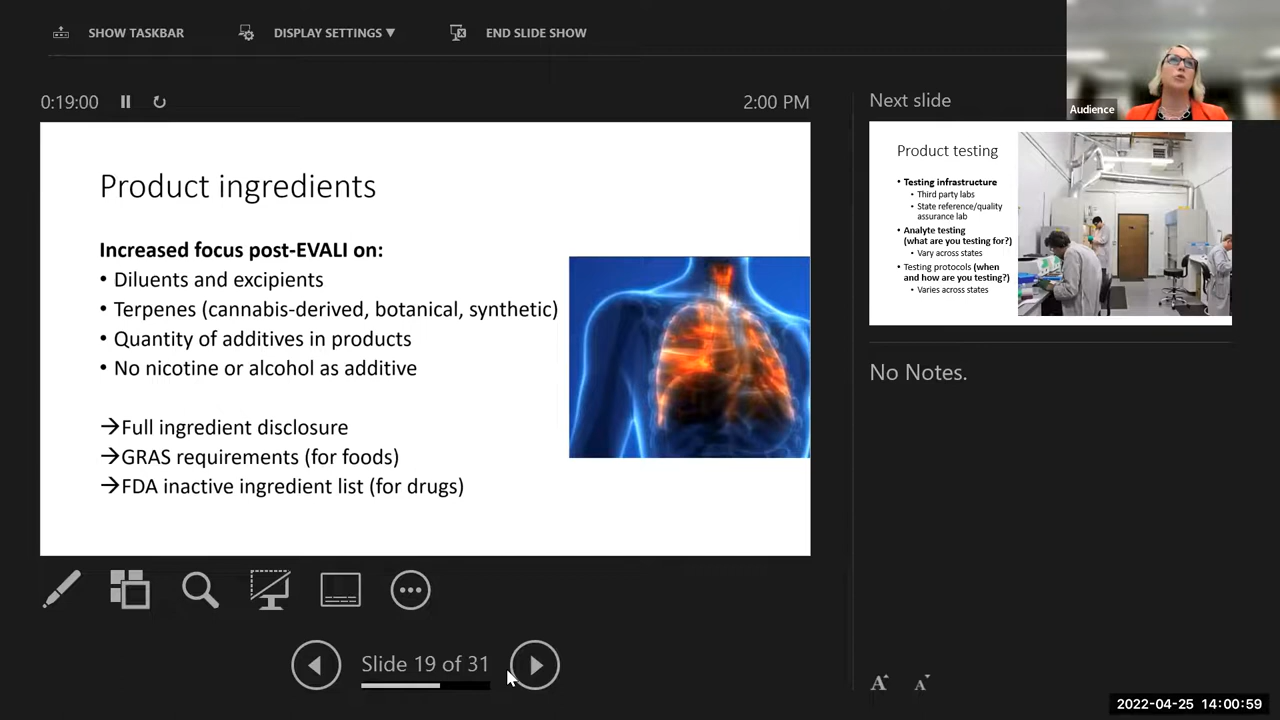 SHOW TASKBAR
DISPLAY SETTINGS ▼
END SLIDE SHOW
Audience
0:19:00
2:00 PM
Product ingredients
Increased focus post-EVALI on:
• Diluents and excipients
• Terpenes (cannabis-derived, botanical, synthetic)
• Quantity of additives in products
• No nicotine or alcohol as additive
→Full ingredient disclosure
→GRAS requirements (for foods)
→FDA inactive ingredient list (for drugs)
Slide 19 of 31
Next slide
Product testing
• Testing infrastructure
• Third party labs
• State reference/quality
assurance lab
• Analyte testing
(what are you testing for?)
• Vary across states
• Testing protocols (when
and how are you testing?)
• Varies across states
No Notes.
A A
2022-04-25 14:00:59